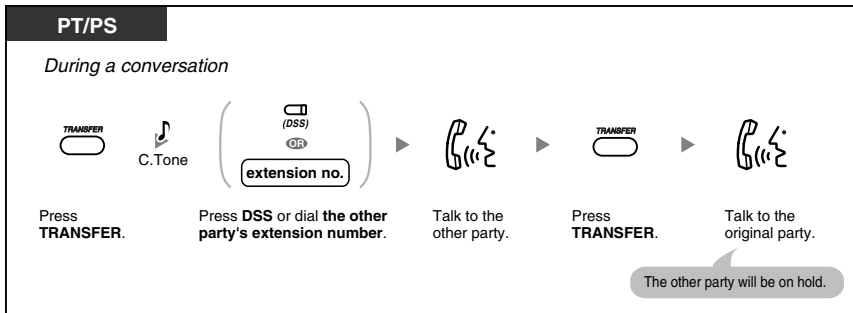 PT/PS
During a conversation
TRANSFER
C.Tone
(DSS)
OR
extension no.
TRANSFER
Press
TRANSFER.
Press DSS or dial the other
party's extension number.
Talk to the
other party.
Press
TRANSFER.
Talk to the
original party.
The other party will be on hold.